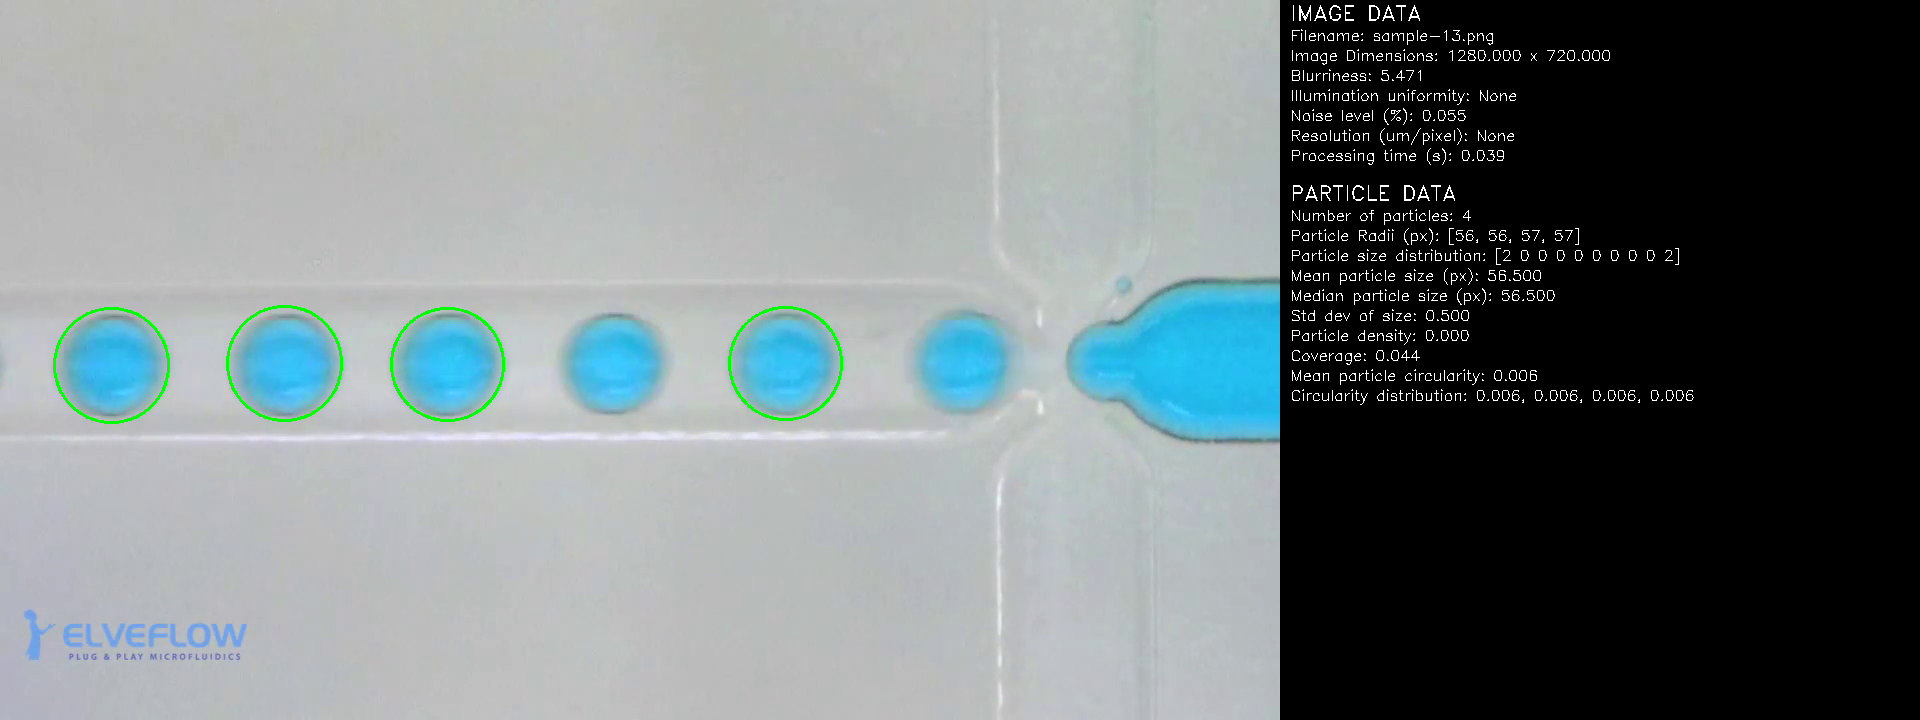 IMAGE DATA
Filename: sample-13.png
Image Dimensions: 1280.000 x 720.000
Blurriness: 5.471
Illumination uniformity: None
Noise level (%): 0.055
Resolution (um/pixel): None
Processing time (s): 0.039
PARTICLE DATA
Number of particles: 4
Particle Radii (px): [56, 56, 57, 57]
Particle size distribution: [2 0 0 0 0 0 0 0 0 2]
Mean particle size (px): 56.500
Median particle size (px): 56.500
Std dev of size: 0.500
Particle density: 0.000
Coverage: 0.044
Mean particle circularity: 0.006
Circularity distribution: 0.006, 0.006, 0.006, 0.006
ELVEFLOW
PLUG & PLAY MICROFLUIDICS